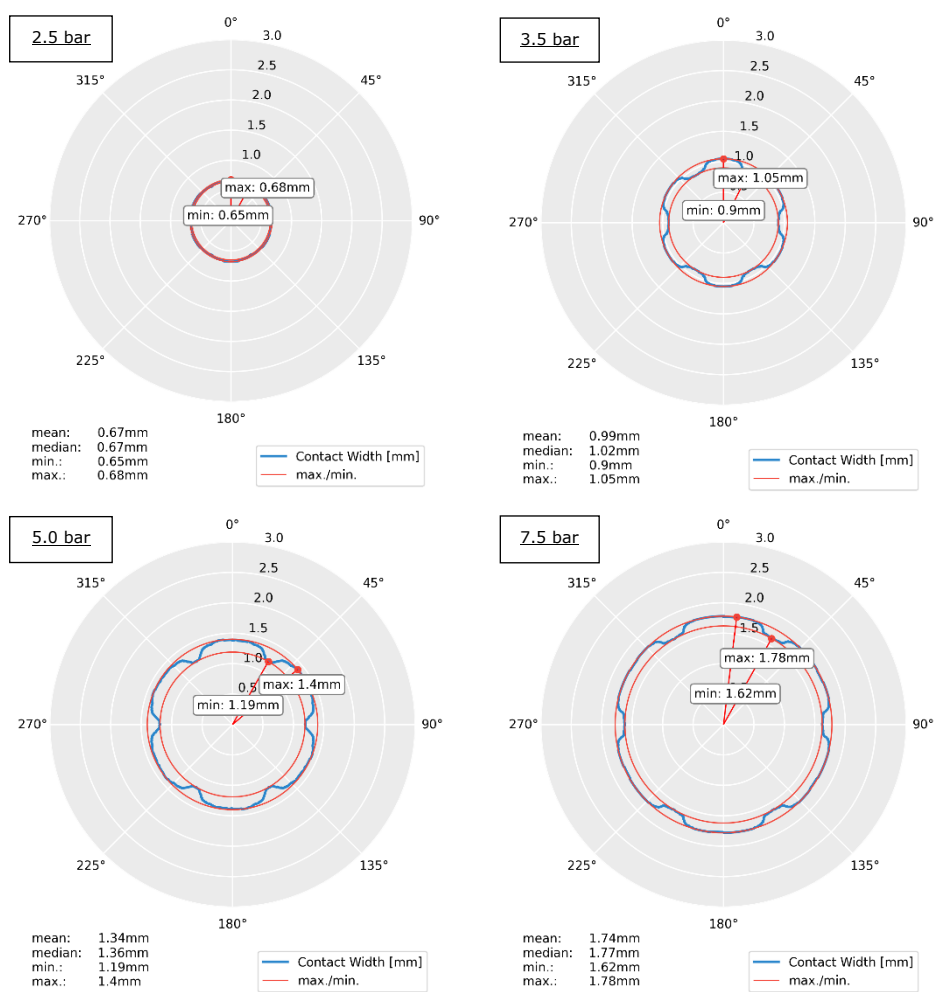 2.5 bar
0°
3.0
45°
90°
135°
180°
225°
270°
315°
2.5
2.0
1.5
1.0
max: 0.68mm
min: 0.65mm
mean: 0.67mm
median: 0.67mm
min.: 0.65mm
max.: 0.68mm
Contact Width [mm]
max./min.
3.5 bar
0°
3.0
45°
90°
135°
180°
225°
270°
315°
2.5
2.0
1.5
1.0
max: 1.05mm
min: 0.9mm
mean: 0.99mm
median: 1.02mm
min.: 0.9mm
max.: 1.05mm
Contact Width [mm]
max./min.
5.0 bar
0°
3.0
45°
90°
135°
180°
225°
270°
315°
2.5
2.0
1.5
1.0
0.5
max: 1.4mm
min: 1.19mm
mean: 1.34mm
median: 1.36mm
min.: 1.19mm
max.: 1.4mm
Contact Width [mm]
max./min.
7.5 bar
0°
3.0
45°
90°
135°
180°
225°
270°
315°
2.5
2.0
1.5
max: 1.78mm
min: 1.62mm
mean: 1.74mm
median: 1.77mm
min.: 1.62mm
max.: 1.78mm
Contact Width [mm]
max./min.